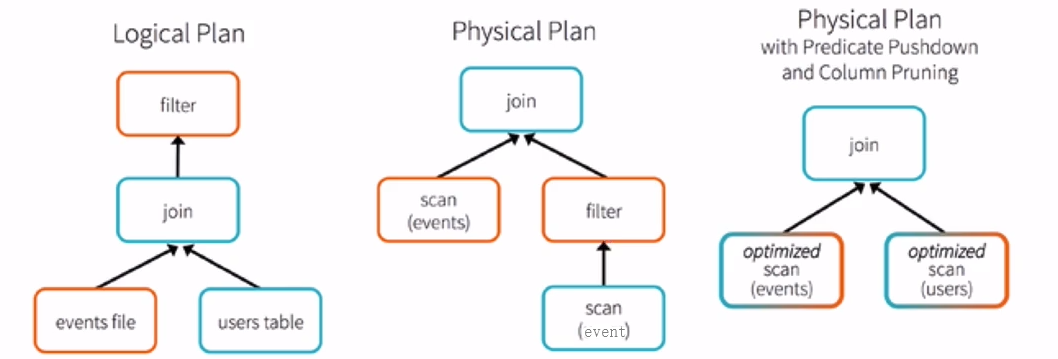 Logical Plan
filter
join
events file
users table
Physical Plan
join
scan
(events)
filter
scan
(event)
Physical Plan
with Predicate Pushdown
and Column Pruning
join
optimized
scan
(events)
optimized
scan
(users)